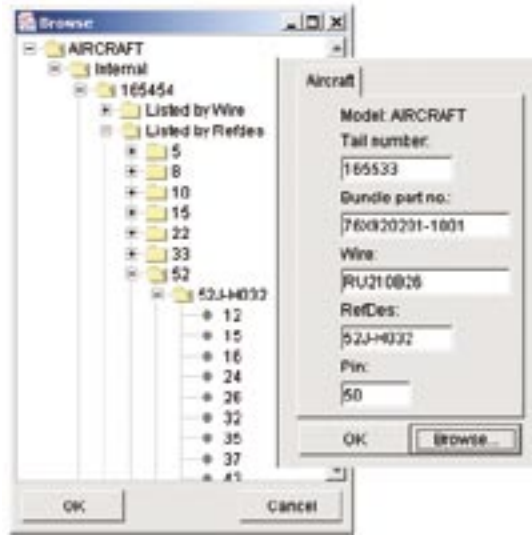 Browse
AIRCRAFT
Internal
165454
Listed by Wire
Listed by Refdes
5
8
10
15
22
33
52
52J-H032
12
15
16
24
26
32
35
37
OK
Cancel
Aircraft
Model: AIRCRAFT
Tail number:
165533
Bundle part no.:
76X920201-1001
Wire:
RU210B26
RefDes:
52J-H032
Pin:
50
OK
Browse...